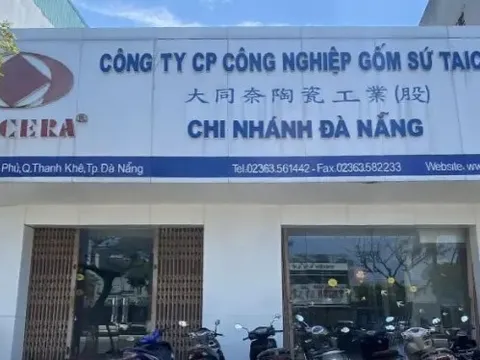 CÔNG TY CP CÔNG NGHIỆP GỐM SỨ TAIC
大同奈陶瓷工業(股)
CERA®
CHI NHÁNH ĐÀ NẴNG
Phủ,Q.Thanh Khê,Tp.Đà Nẵng
Tel:02363.561442 - Fax.02363.582233
Website: ww